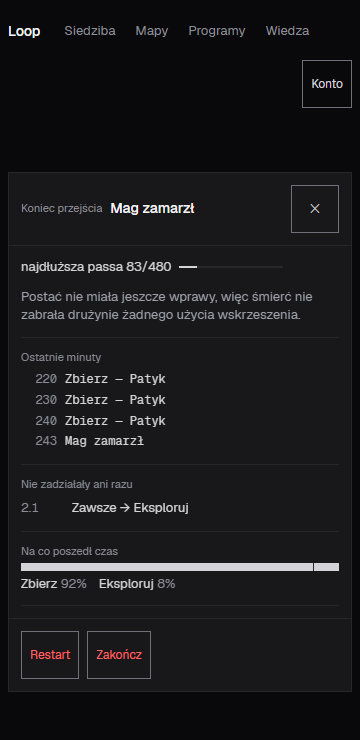 Loop Siedziba Mapy Programy Wiedza
Konto
Koniec przejścia Mag zamarzł ×
najdłuższa passa 83/480
Postać nie miała jeszcze wprawy, więc śmierć nie
zabrała drużynie żadnego użycia wskrzeszenia.
Ostatnie minuty
220 Zbierz — Patyk
230 Zbierz — Patyk
240 Zbierz — Patyk
243 Mag zamarzł
Nie zadziałały ani razu
2.1 Zawsze → Eksploruj
Na co poszedł czas
Zbierz 92% Eksploruj 8%
Restart Zakończ